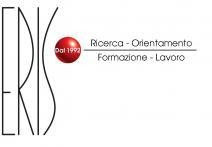 ERIS
Dal 1992
Ricerca - Orientamento
Formazione - Lavoro